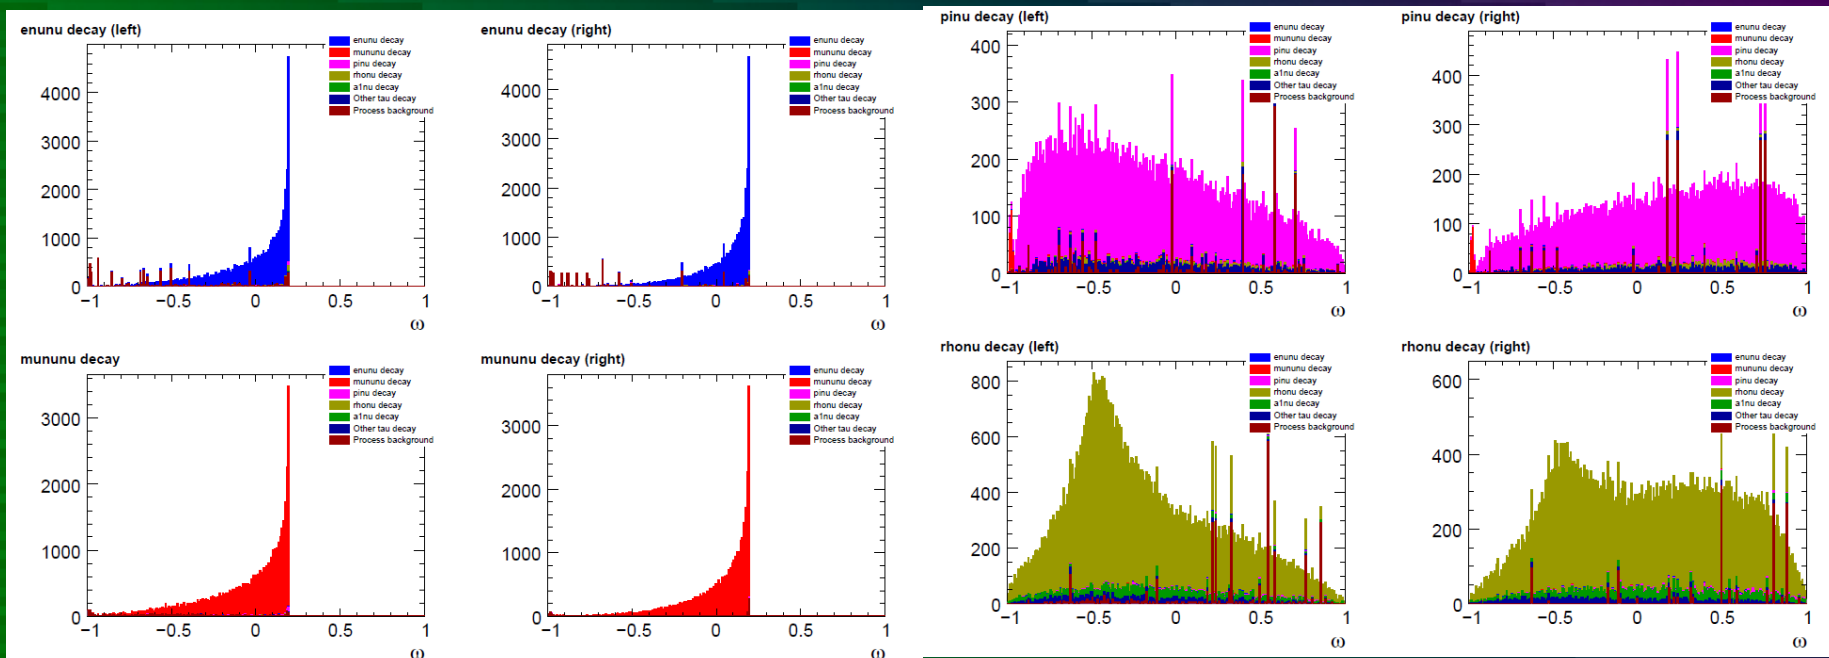 enunu decay (left)
enunu decay
mununu decay
pinu decay
rhonu decay
a1nu decay
Other tau decay
Process background
4000
3000
2000
1000
0
−1
−0.5
0
0.5
1
ω
enunu decay (right)
enunu decay
mununu decay
pinu decay
rhonu decay
a1nu decay
Other tau decay
Process background
4000
3000
2000
1000
0
−1
−0.5
0
0.5
1
ω
pinu decay (left)
enunu decay
mununu decay
pinu decay
rhonu decay
a1nu decay
Other tau decay
Process background
400
300
200
100
0
−1
−0.5
0
0.5
1
ω
pinu decay (right)
enunu decay
mununu decay
pinu decay
rhonu decay
a1nu decay
Other tau decay
Process background
400
300
200
100
0
−1
−0.5
0
0.5
1
ω
mununu decay
enunu decay
mununu decay
pinu decay
rhonu decay
a1nu decay
Other tau decay
Process background
3000
2000
1000
0
−1
−0.5
0
0.5
1
ω
mununu decay (right)
enunu decay
mununu decay
pinu decay
rhonu decay
a1nu decay
Other tau decay
Process background
3000
2000
1000
0
−1
−0.5
0
0.5
1
ω
rhonu decay (left)
enunu decay
mununu decay
pinu decay
rhonu decay
a1nu decay
Other tau decay
Process background
800
600
400
200
0
−1
−0.5
0
0.5
1
ω
rhonu decay (right)
enunu decay
mununu decay
pinu decay
rhonu decay
a1nu decay
Other tau decay
Process background
600
400
200
0
−1
−0.5
0
0.5
1
ω